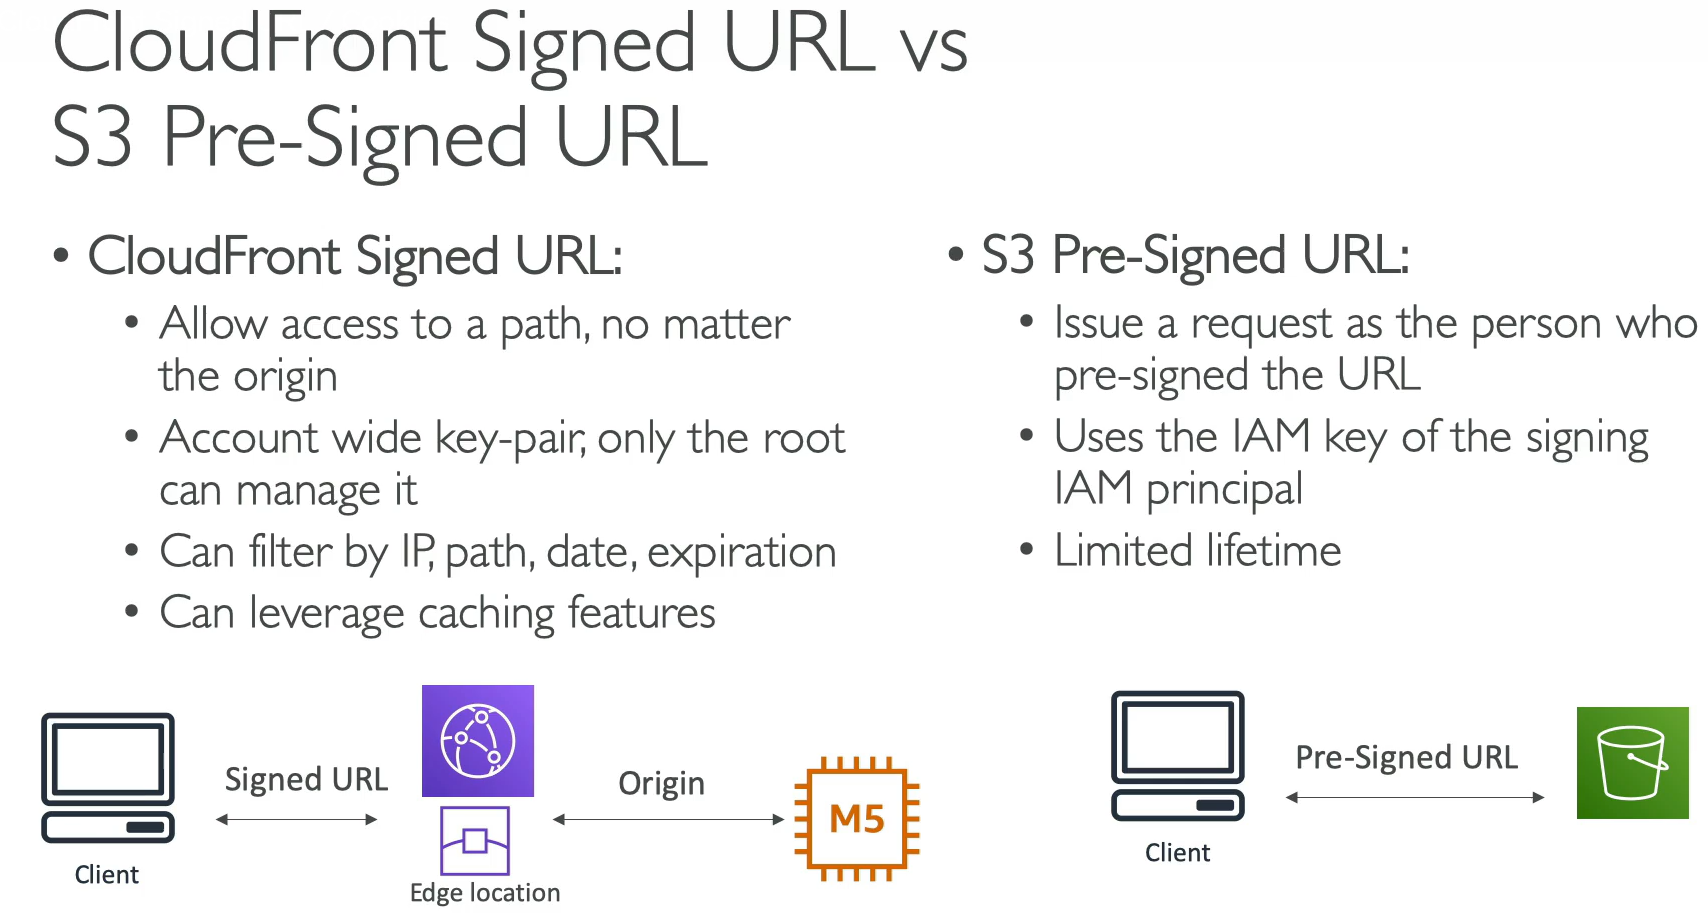 CloudFront Signed URL vs
S3 Pre-Signed URL
• CloudFront Signed URL:
• Allow access to a path, no matter
the origin
• Account wide key-pair, only the root
can manage it
• Can filter by IP, path, date, expiration
• Can leverage caching features
• S3 Pre-Signed URL:
• Issue a request as the person who
pre-signed the URL
• Uses the IAM key of the signing
IAM principal
• Limited lifetime
Client
Signed URL
Edge location
Origin
M5
Client
Pre-Signed URL